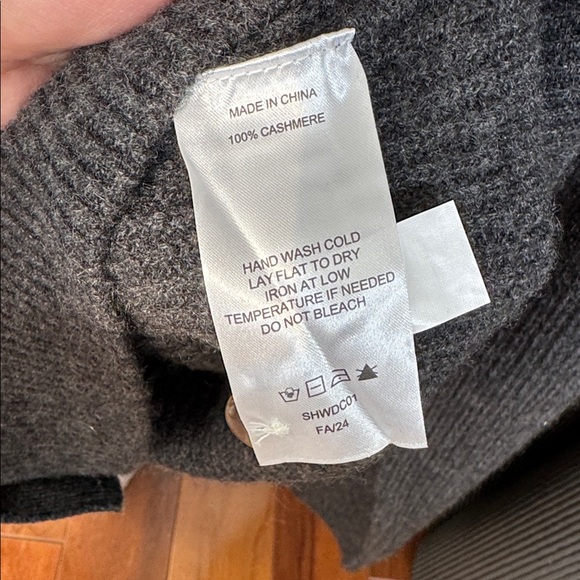 MADE IN CHINA
100% CASHMERE
HAND WASH COLD
LAY FLAT TO DRY
IRON AT LOW
TEMPERATURE IF NEEDED
DO NOT BLEACH
SHWDC01
FA/24